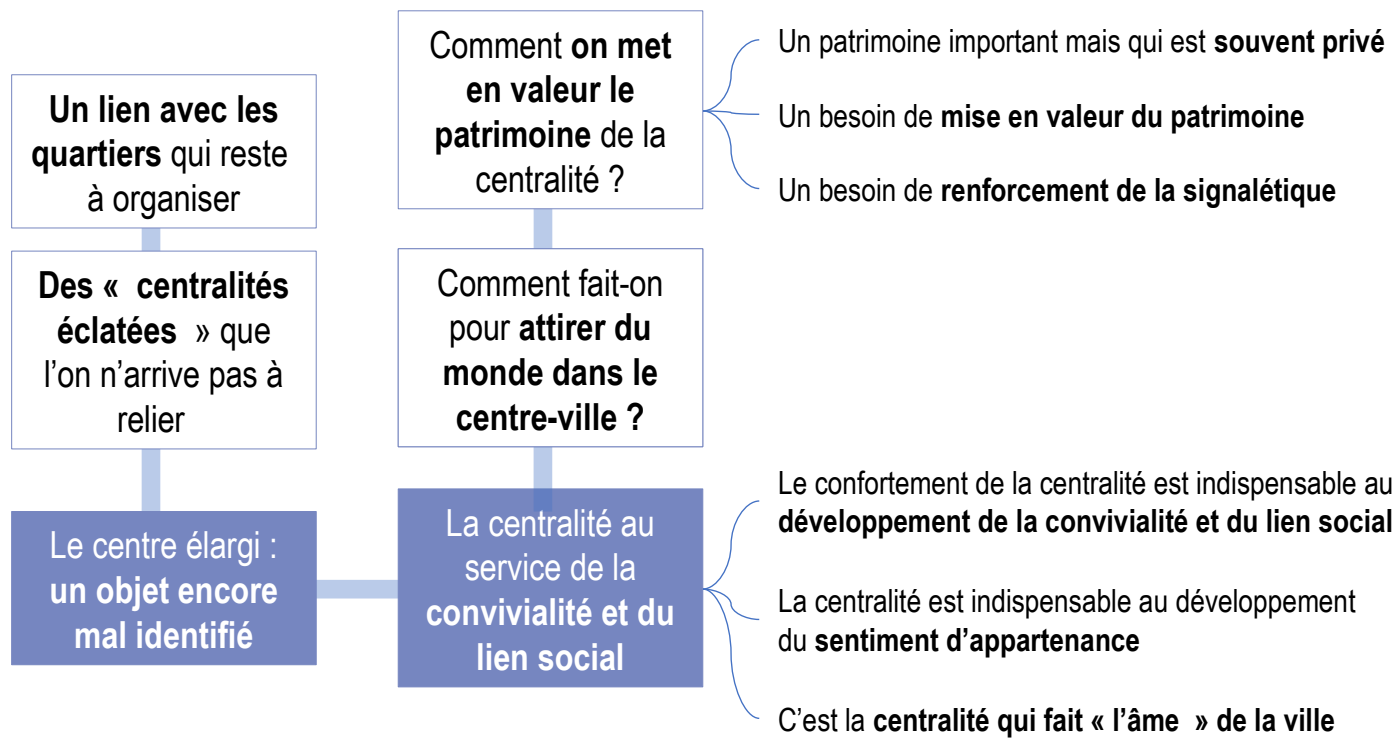 Un lien avec les
quartiers qui reste
à organiser
Des « centralités
éclatées » que
l’on n’arrive pas à
relier
Le centre élargi :
un objet encore
mal identifié
Comment on met
en valeur le
patrimoine de la
centralité ?
Comment fait-on
pour attirer du
monde dans le
centre-ville ?
La centralité au
service de la
convivialité et du
lien social
Un patrimoine important mais qui est souvent privé
Un besoin de mise en valeur du patrimoine
Un besoin de renforcement de la signalétique
Le confortement de la centralité est indispensable au
développement de la convivialité et du lien social
La centralité est indispensable au développement
du sentiment d’appartenance
C’est la centralité qui fait « l’âme » de la ville